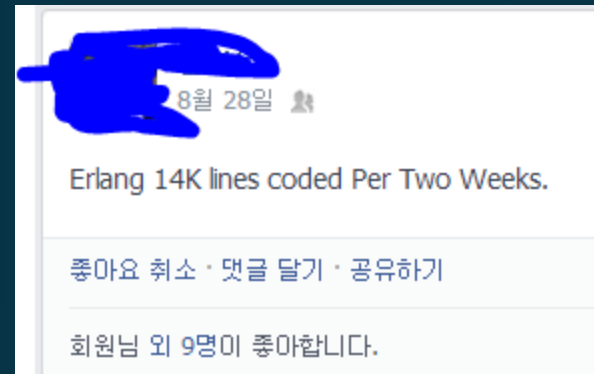 8월 28일
Erlang 14K lines coded Per Two Weeks.
좋아요 취소 · 댓글 달기 · 공유하기
회원님 외 9명이 좋아합니다.